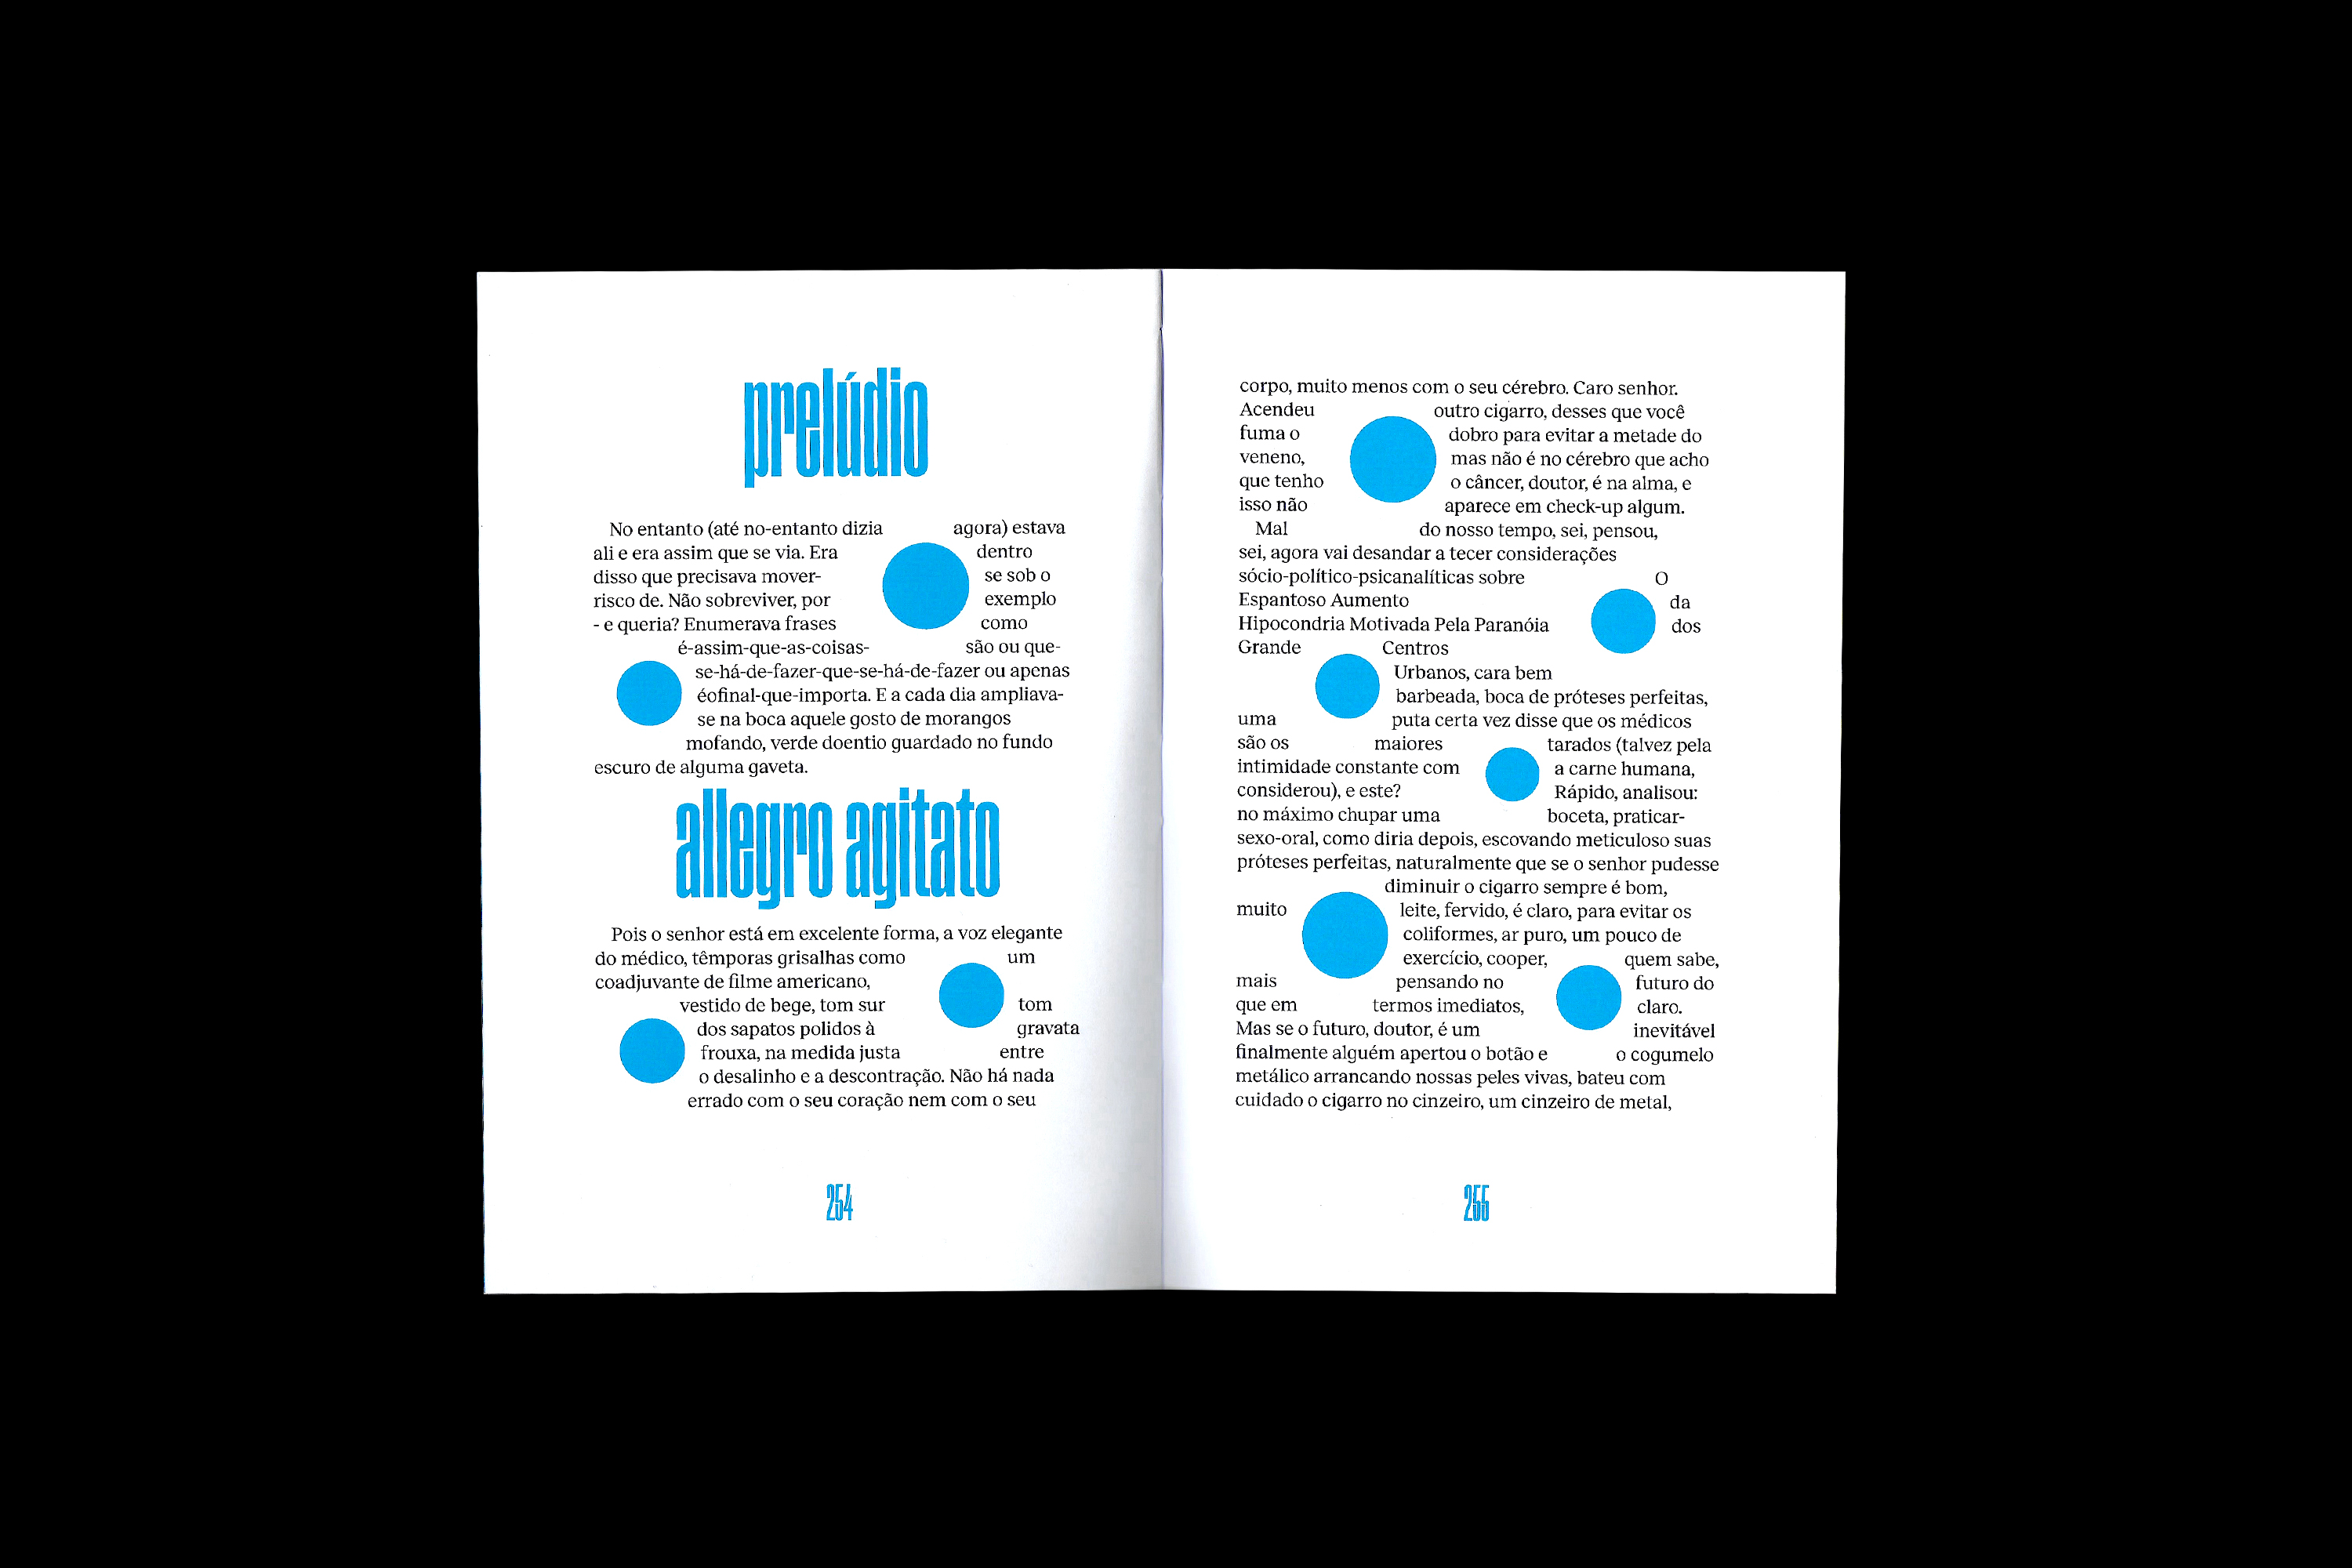 prelúdio
No entanto (até no-entanto dizia agora) estava
ali e era assim que se via. Era dentro
disso que precisava mover- se sob o
risco de. Não sobreviver, por exemplo
- e queria? Enumerava frases como
é-assim-que-as-coisas- são ou que-
se-há-de-fazer-que-se-há-de-fazer ou apenas
éofinal-que-importa. E a cada dia ampliava-
se na boca aquele gosto de morangos
mofando, verde doentio guardado no fundo
escuro de alguma gaveta.
allegro agitato
Pois o senhor está em excelente forma, a voz elegante
do médico, têmporas grisalhas como um
coadjuvante de filme americano,
vestido de bege, tom sur tom
dos sapatos polidos à gravata
frouxa, na medida justa entre
o desalinho e a descontração. Não há nada
errado com o seu coração nem com o seu
254
corpo, muito menos com o seu cérebro. Caro senhor.
Acendeu outro cigarro, desses que você
fuma o dobro para evitar a metade do
veneno, mas não é no cérebro que acho
que tenho o câncer, doutor, é na alma, e
isso não aparece em check-up algum.
Mal do nosso tempo, sei, pensou,
sei, agora vai desandar a tecer considerações
sócio-político-psicanalíticas sobre O
Espantoso Aumento da
Hipocondria Motivada Pela Paranóia dos
Grande Centros
Urbanos, cara bem
barbeada, boca de próteses perfeitas,
uma puta certa vez disse que os médicos
são os maiores tarados (talvez pela
intimidade constante com a carne humana,
considerou), e este? Rápido, analisou:
no máximo chupar uma boceta, praticar-
sexo-oral, como diria depois, escovando meticuloso suas
próteses perfeitas, naturalmente que se o senhor pudesse
diminuir o cigarro sempre é bom,
muito leite, fervido, é claro, para evitar os
coliformes, ar puro, um pouco de
exercício, cooper, quem sabe,
mais pensando no futuro do
que em termos imediatos, claro.
Mas se o futuro, doutor, é um inevitável
finalmente alguém apertou o botão e o cogumelo
metálico arrancando nossas peles vivas, bateu com
cuidado o cigarro no cinzeiro, um cinzeiro de metal,
255